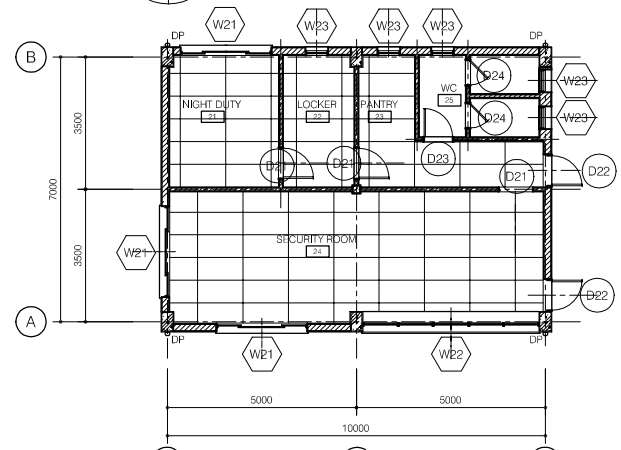 W21 W23 W23 W23
DP DP
B
D24 W23
WC
25
NIGHT DUTY LOCKER PANTRY
21 22 23
D24 W23
3500
D21 D21 D23 D21 D22
7000
SECURITY ROOM
24
W21
3500
D22
A
DP W21 W22 DP
5000 5000
10000